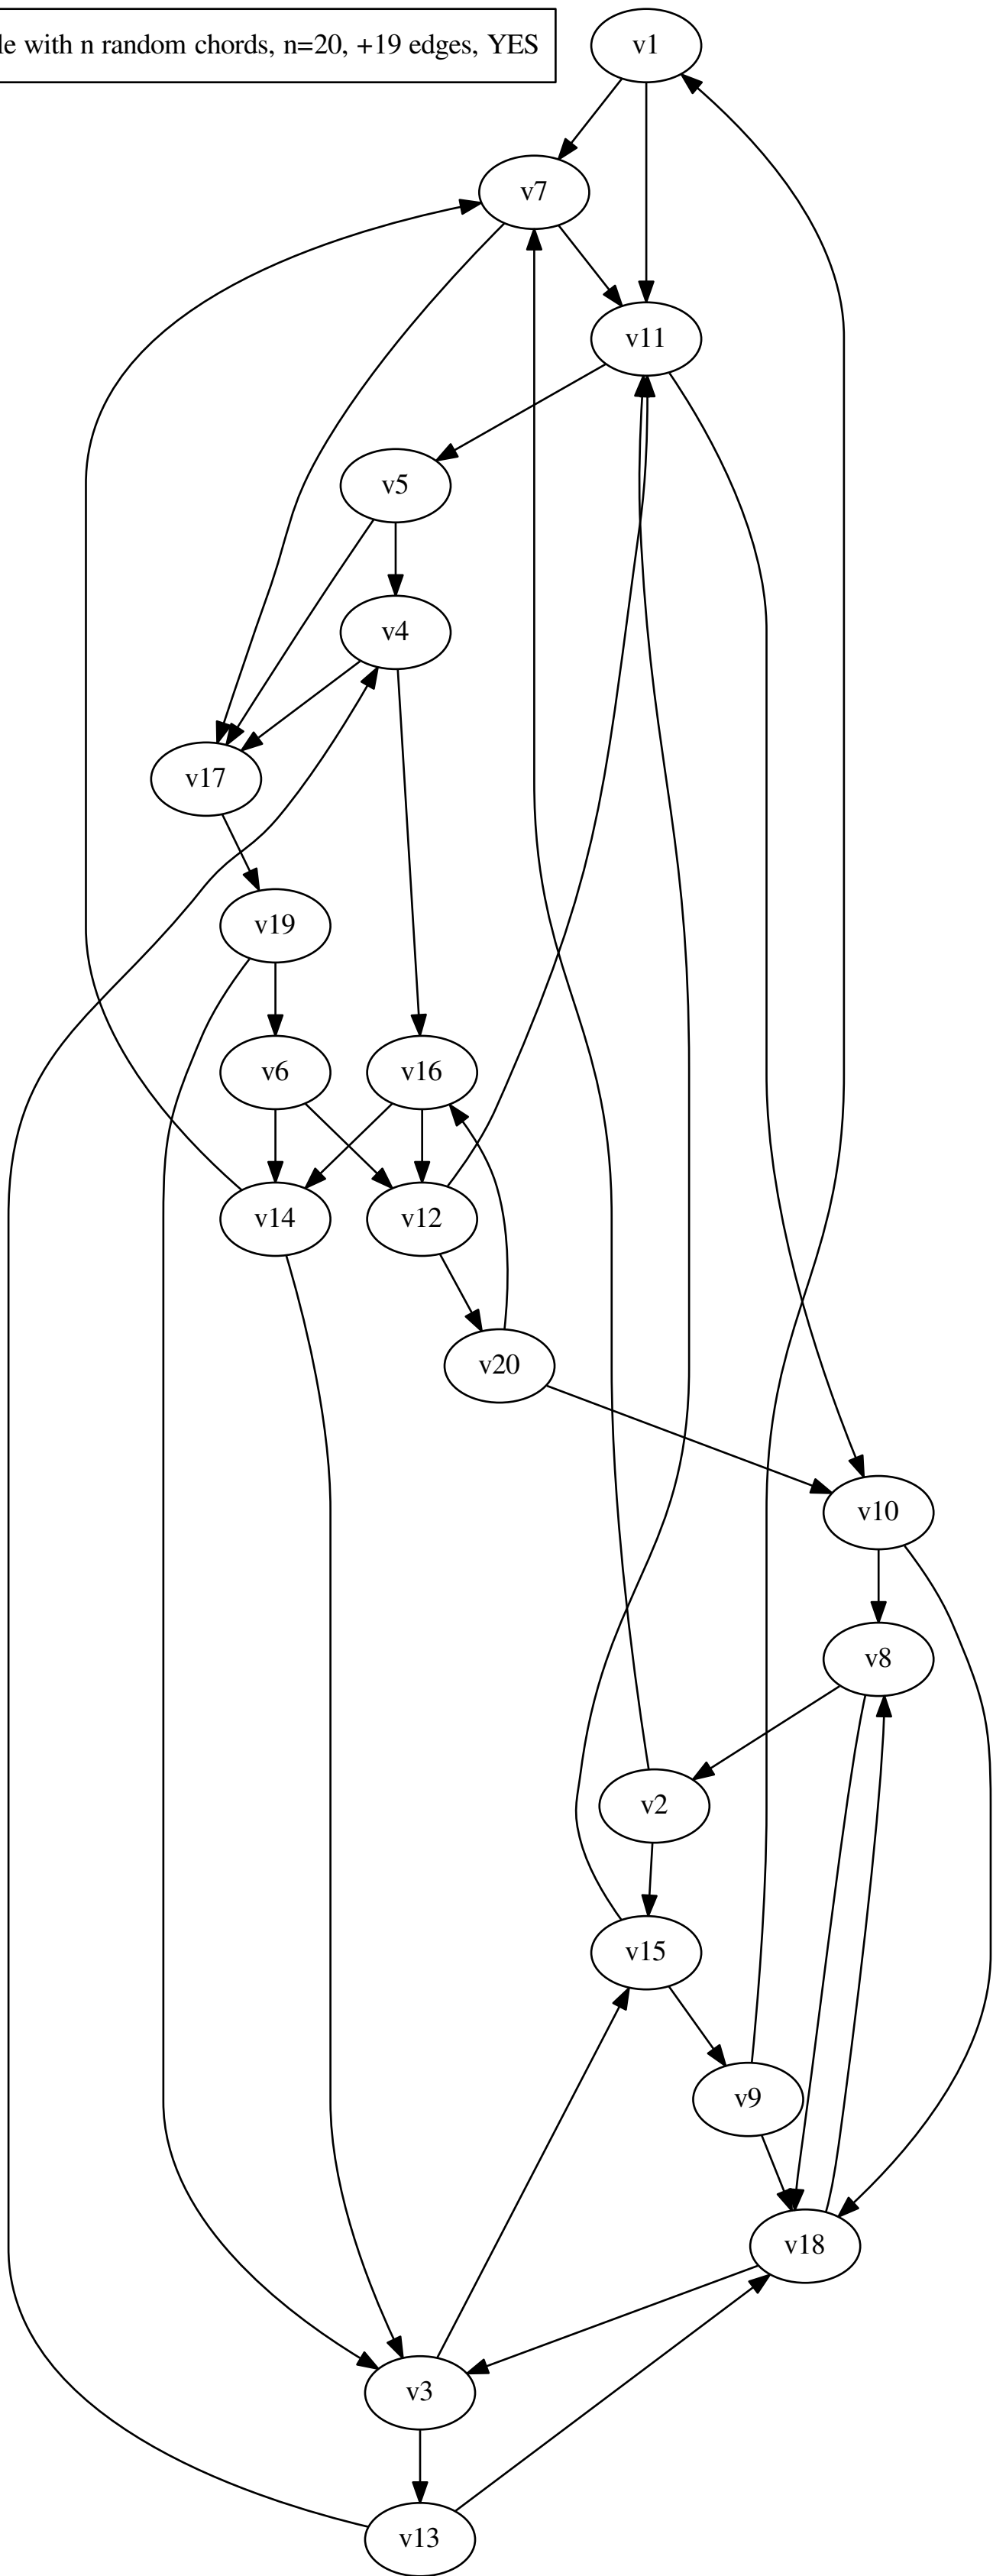 le with n random chords, n=20, +19 edges, YES
v1
v7
v11
v5
v4
v17
v19
v6
v16
v14
v12
v20
v10
v8
v2
v15
v9
v18
v3
v13